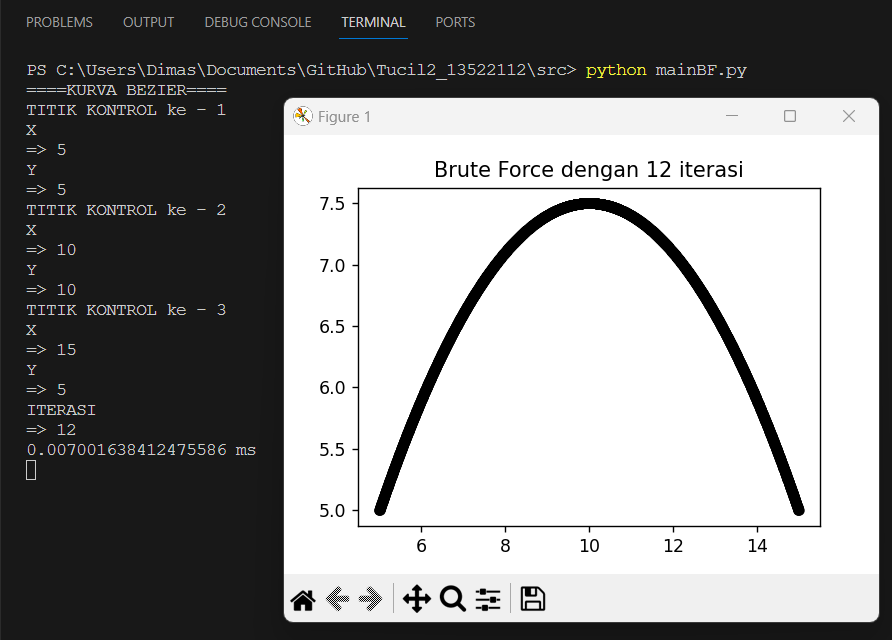 PROBLEMS OUTPUT DEBUG CONSOLE TERMINAL PORTS
PS C:\Users\Dimas\Documents\GitHub\Tucil2_13522112\src> python mainBF.py
====KURVA BEZIER====
TITIK KONTROL ke - 1
X
=> 5
Y
=> 5
TITIK KONTROL ke - 2
X
=> 10
Y
=> 10
TITIK KONTROL ke - 3
X
=> 15
Y
=> 5
ITERASI
=> 12
0.007001638412475586 ms
Figure 1
Brute Force dengan 12 iterasi
7.5
7.0
6.5
6.0
5.5
5.0
6 8 10 12 14